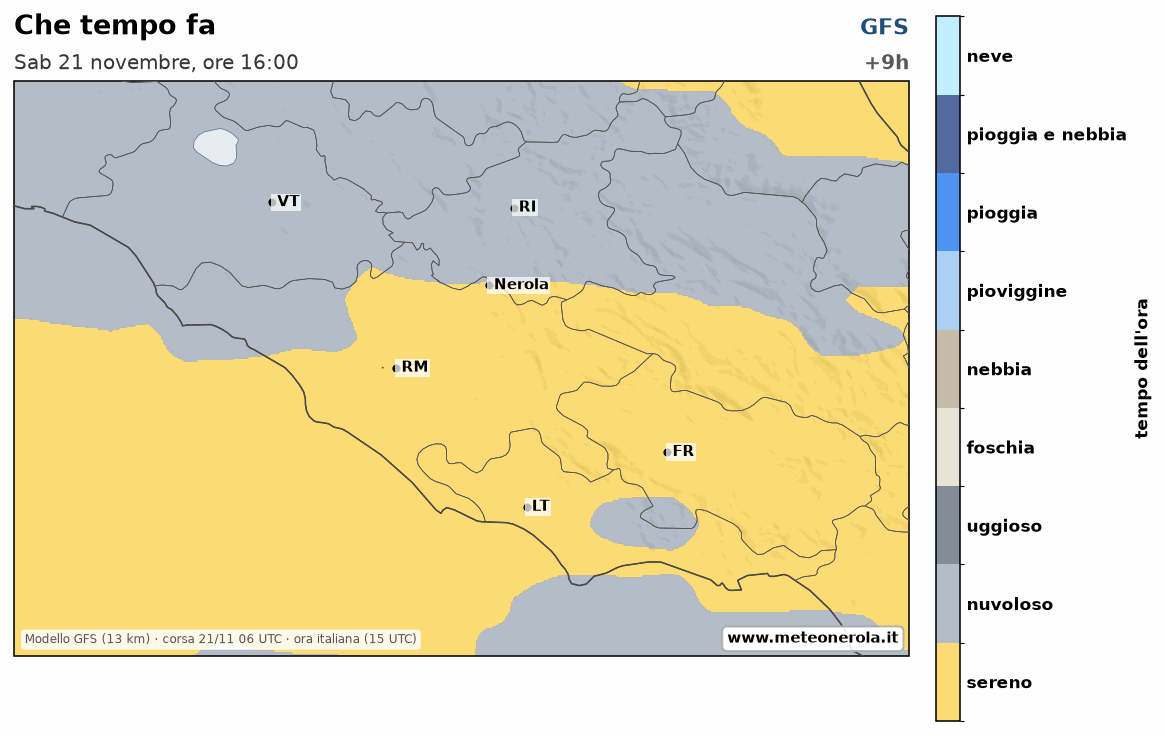 Che tempo fa
GFS
Sab 21 novembre, ore 16:00
+9h
VT
RI
Nerola
RM
FR
LT
Modello GFS (13 km) · corsa 21/11 06 UTC · ora italiana (15 UTC)
www.meteonerola.it
neve
pioggia e nebbia
pioggia
pioviggine
nebbia
foschia
uggioso
nuvoloso
sereno
tempo dell'ora